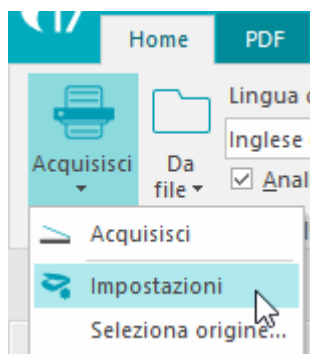 Home PDF
Lingua
Inglese
Acquisisci Da file
Anal
Acquisisci
Impostazioni
Seleziona origine...